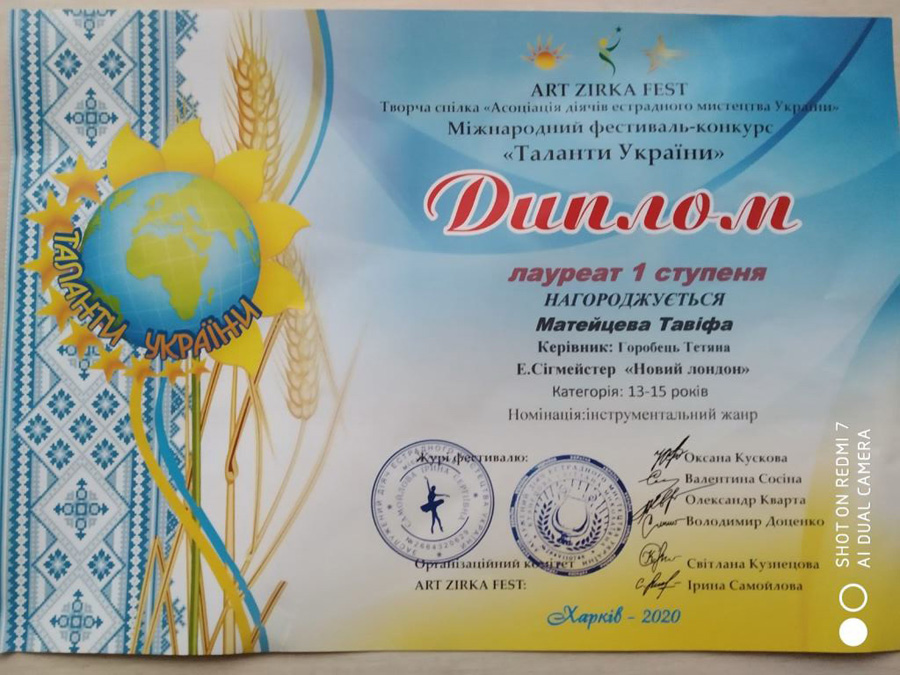 ART ZIRKA FEST
Творча спілка «Асоціація діячів естрадного мистецтва України»
Міжнародний фестиваль-конкурс
«Таланти України»
Диплом
лауреат 1 ступеня
НАГОРОДЖУЄТЬСЯ
Матейцева Тавіфа
Керівник: Горобець Тетяна
Е.Сігмейстер «Новий лондон»
Категорія: 13-15 років
Номінація:інструментальний жанр
ТАЛАНТИ УКРАЇНИ
Журі фестивалю:
Оксана Кускова
Валентина Сосіна
Олександр Кварта
Володимир Доценко
Організаційний комітет
ART ZIRKA FEST:
Світлана Кузнецова
Ірина Самойлова
САМОЙЛОВА ІРИНА СЕРГІЇВНА
Харків - 2020
SHOT ON REDMI 7
AI DUAL CAMERA